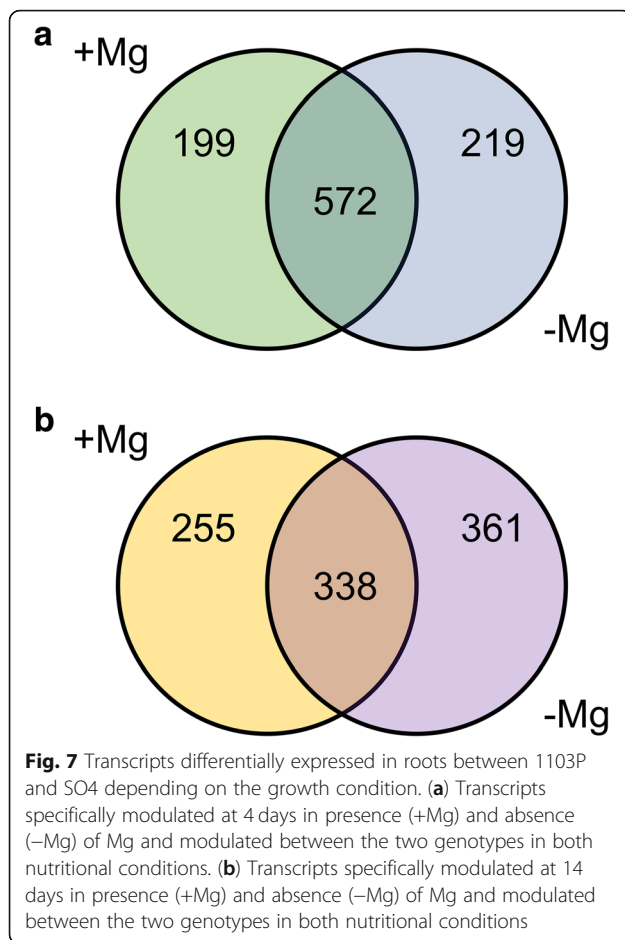 a
+Mg
199
572
219
-Mg
b
+Mg
255
338
361
-Mg
Fig. 7 Transcripts differentially expressed in roots between 1103P
and SO4 depending on the growth condition. (a) Transcripts
specifically modulated at 4 days in presence (+Mg) and absence
(−Mg) of Mg and modulated between the two genotypes in both
nutritional conditions. (b) Transcripts specifically modulated at 14
days in presence (+Mg) and absence (−Mg) of Mg and modulated
between the two genotypes in both nutritional conditions